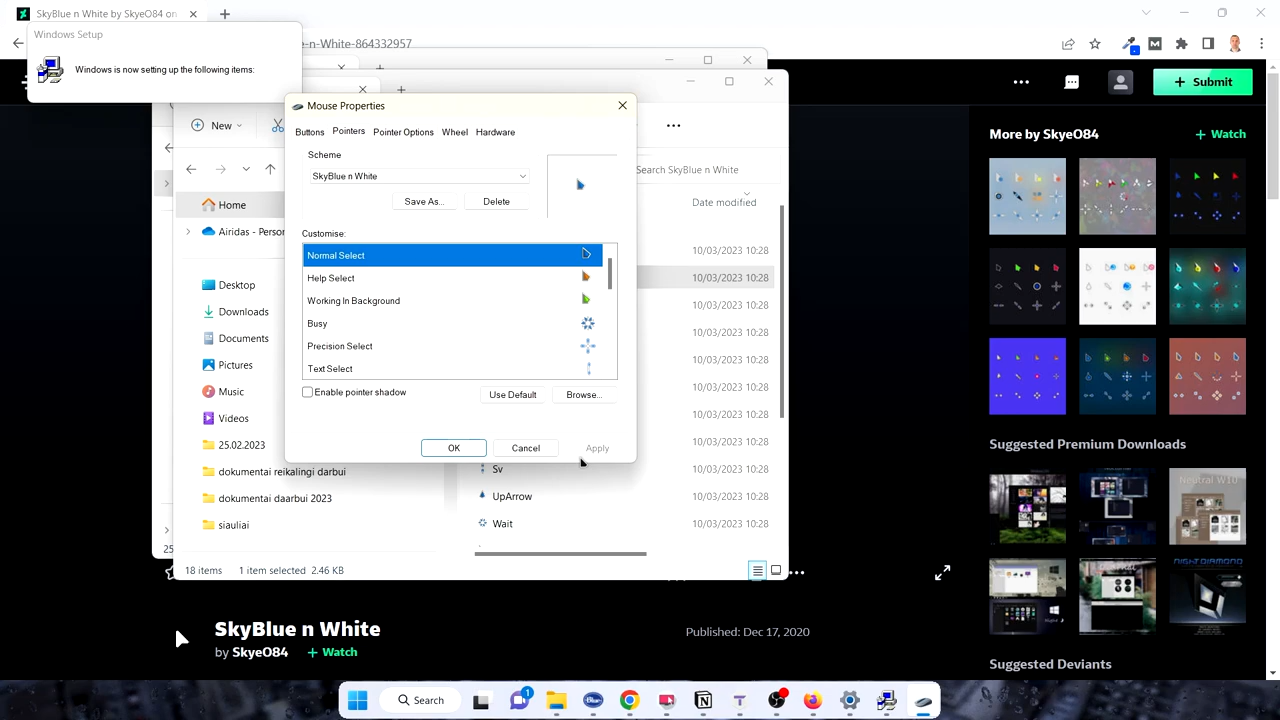 SkyBlue n White by SkyeO84 on
Windows Setup
Windows is now setting up the following items:
e-n-White-864332957
Submit
New
Mouse Properties
Buttons
Pointers
Pointer Options
Wheel
Hardware
Scheme
SkyBlue n White
Save As...
Delete
Customise:
Normal Select
Help Select
Working In Background
Busy
Precision Select
Text Select
Enable pointer shadow
Use Default
Browse...
OK
Cancel
Apply
Home
Airidas - Person
Desktop
Downloads
Documents
Pictures
Music
Videos
25.02.2023
dokumentai reikalingi darbui
dokumentai daarbui 2023
siauliai
25
18 items
1 item selected 2.46 KB
Search SkyBlue n White
Date modified
10/03/2023 10:28
10/03/2023 10:28
10/03/2023 10:28
10/03/2023 10:28
10/03/2023 10:28
10/03/2023 10:28
10/03/2023 10:28
10/03/2023 10:28
Sv
10/03/2023 10:28
UpArrow
10/03/2023 10:28
Wait
10/03/2023 10:28
More by SkyeO84
+ Watch
Suggested Premium Downloads
Neutral W10
NIGHT DIAMOND
Suggested Deviants
SkyBlue n White
by SkyeO84
+ Watch
Published: Dec 17, 2020
Search
1